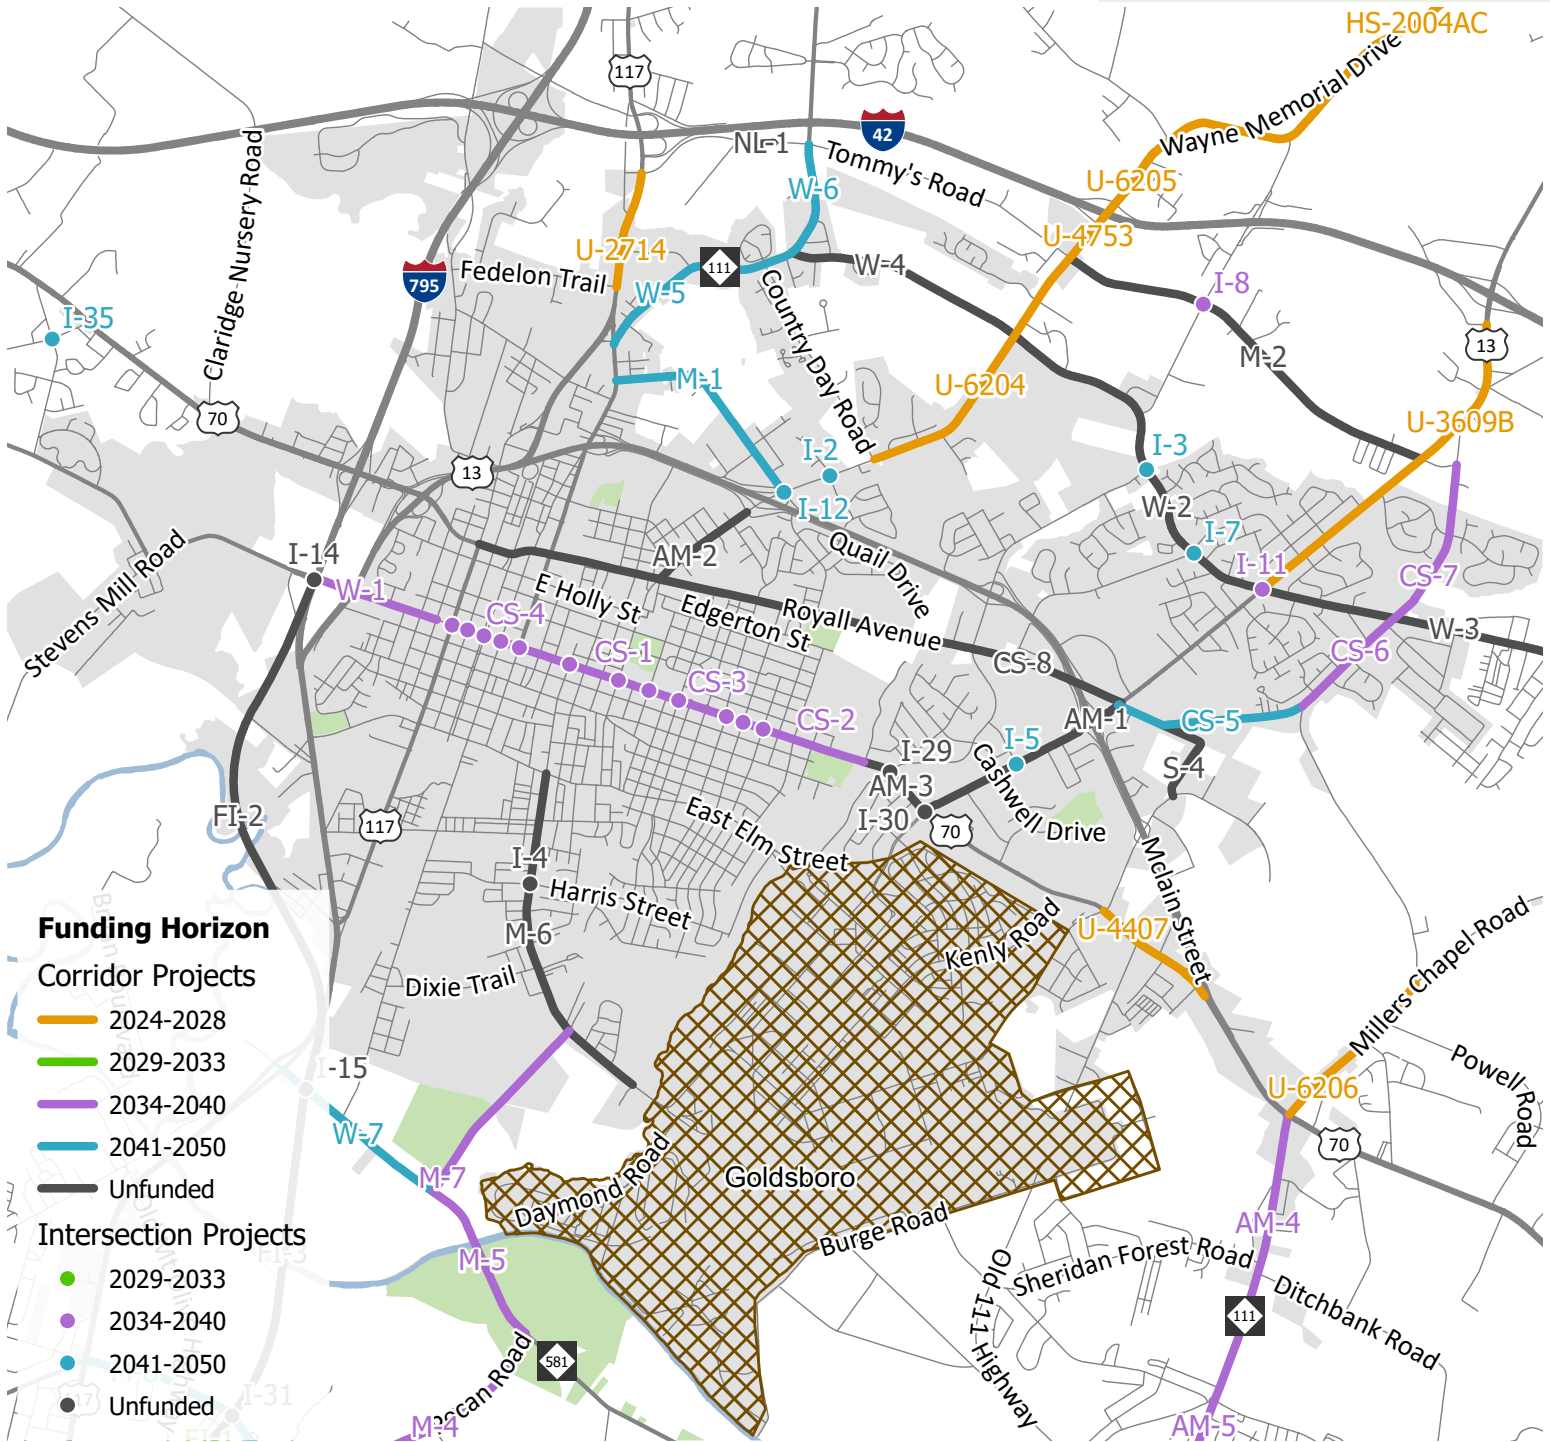 HS-2004AC
117
Wayne Memorial Drive
42
NL-1
Tommy's Road
U-6205
W-6
U-4753
Claridge Nursery Road
U-2714
111
W-4
Fedelon Trail
795
I-8
W-5
I-35
Country Day Road
13
M-2
M-1
U-6204
70
U-3609B
I-2
I-3
13
I-12
W-2
I-7
Quail Drive
I-14
AM-2
I-11
CS-7
W-1
E Holly St
Stevens Mill Road
CS-4
Edgerton St
Royall Avenue
W-3
CS-1
CS-8
CS-6
CS-3
CS-2
AM-1
CS-5
I-29
I-5
S-4
AM-3
Cashwell Drive
FI-2
I-30
117
East Elm Street
70
I-4
Harris Street
Mclain Street
Funding Horizon
M-6
Kenly Road
U-4407
Millers Chapel Road
Corridor Projects
Dixie Trail
2024-2028
2029-2033
Powell Road
I-15
U-6206
2034-2040
W-7
70
2041-2050
M-7
Daymond Road
Goldsboro
Unfunded
Burge Road
AM-4
Intersection Projects
FI-3
M-5
Old 111 Highway
Sheridan Forest Road
2029-2033
Ditchbank Road
2034-2040
111
2041-2050
581
Pecan Road
Unfunded
I-31
M-4
AM-5